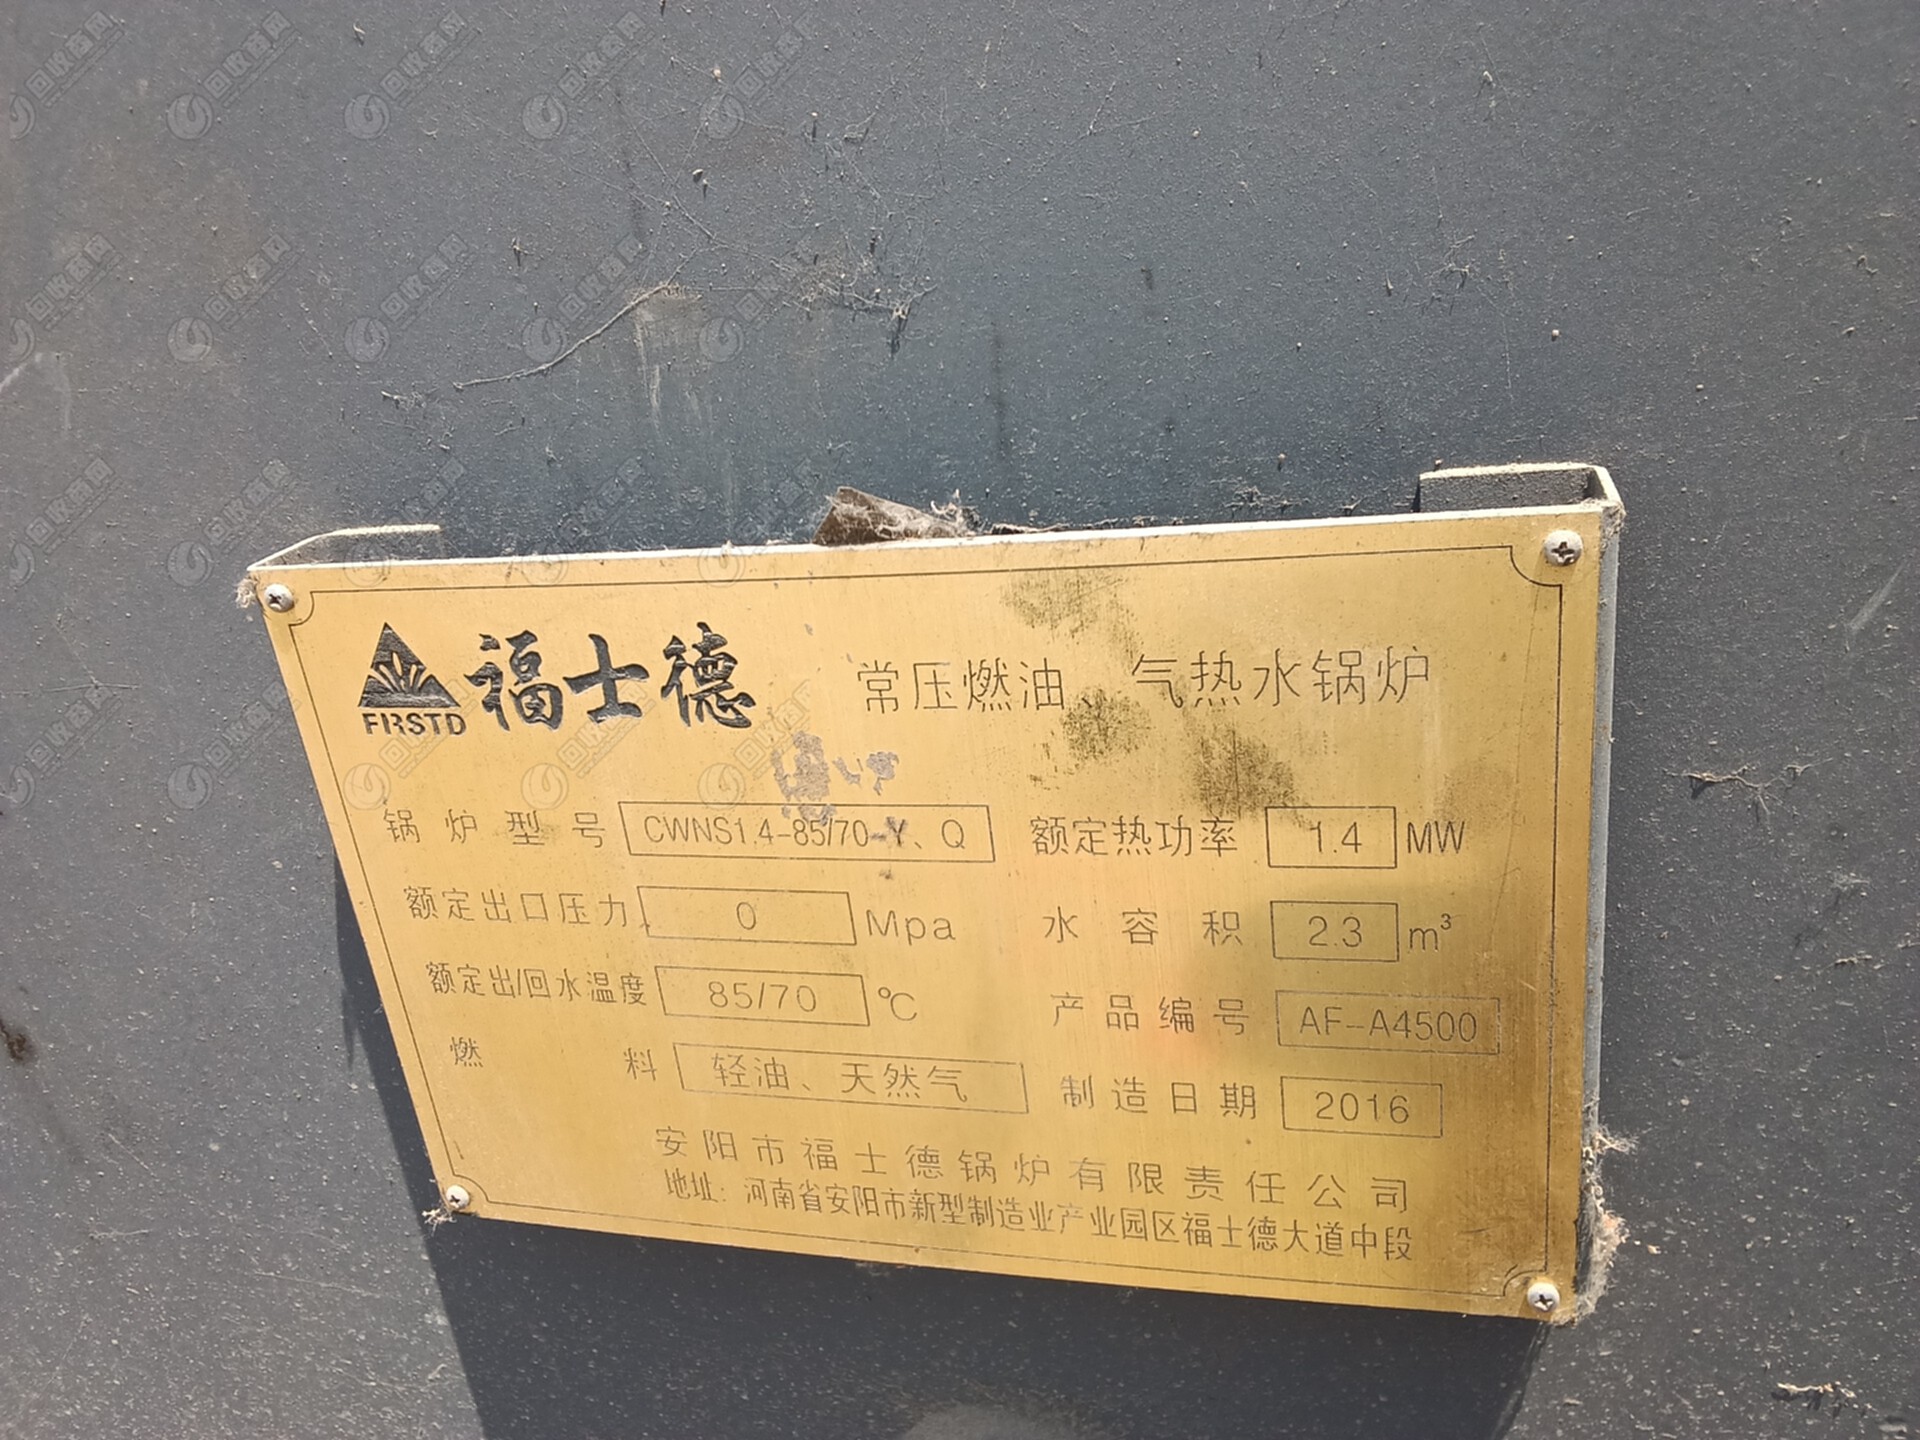 FIRSTD 福士德 常压燃油、气热水锅炉
锅炉型号 CWNS1.4-85/70-Y、Q 额定热功率 1.4 MW
额定出口压力 0 Mpa 水容积 2.3 m³
额定出/回水温度 85/70 ℃ 产品编号 AF-A4500
燃料 轻油、天然气 制造日期 2016
安阳市福士德锅炉有限责任公司
地址：河南省安阳市新型制造业产业园区福士德大道中段
回收商网